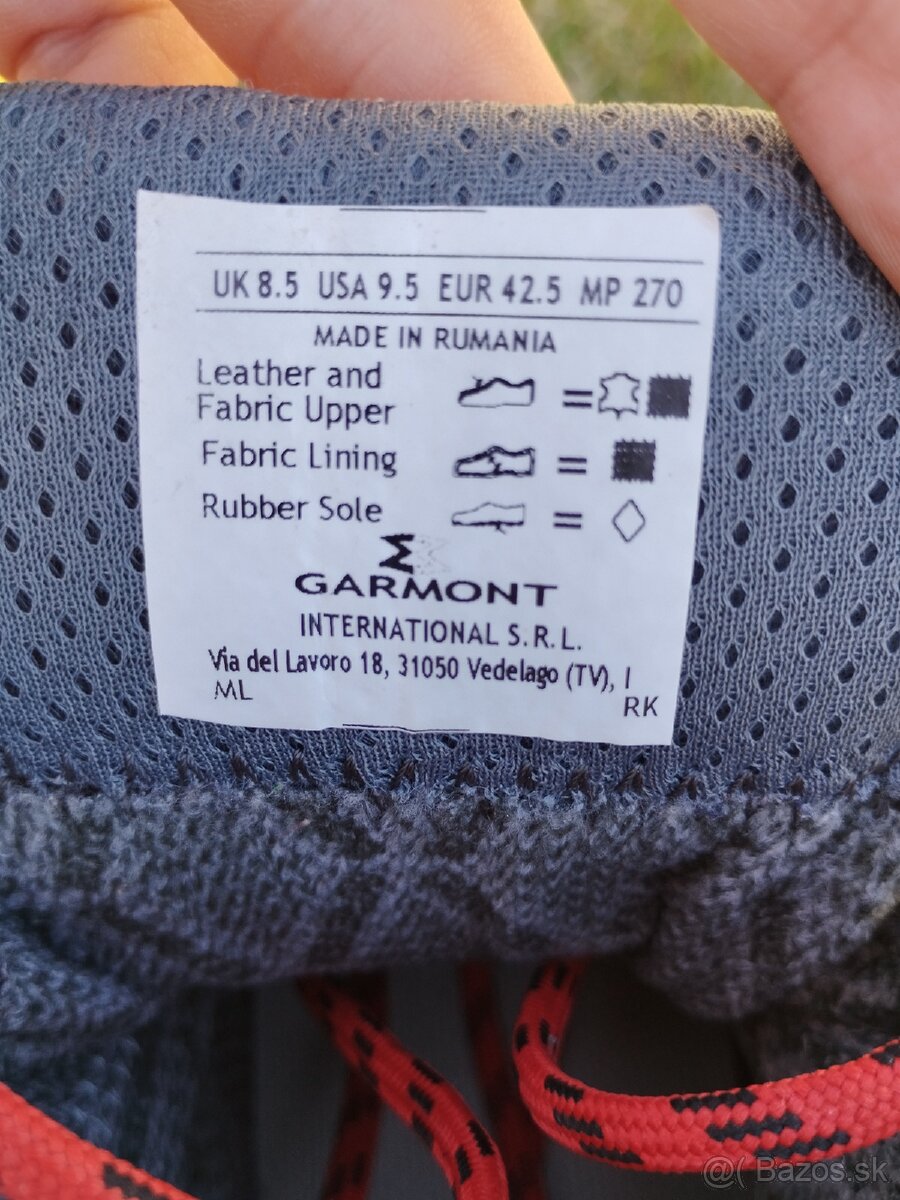 UK 8.5 USA 9.5 EUR 42.5 MP 270
MADE IN RUMANIA
Leather and
Fabric Upper
=
Fabric Lining
=
Rubber Sole
=
GARMONT
INTERNATIONAL S.R.L.
Via del Lavoro 18, 31050 Vedelago (TV), I
ML
RK
@( Bazos.sk